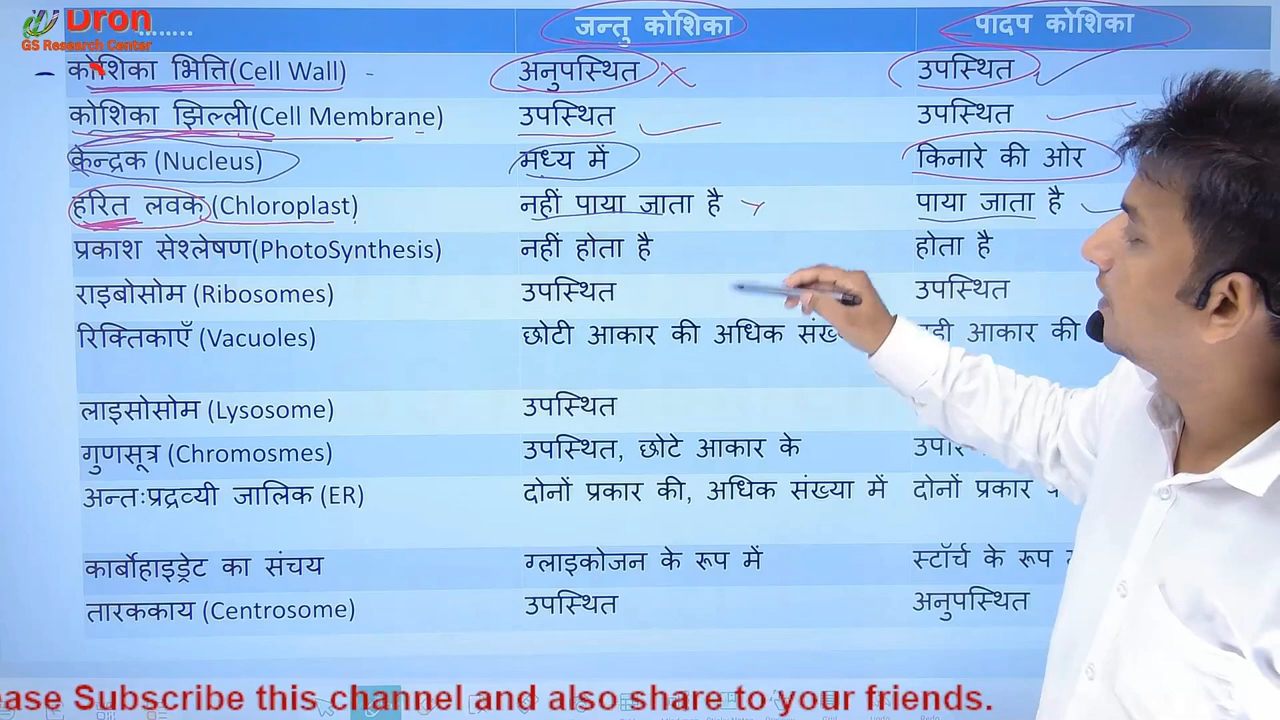 Dron
GS Research Center
........ जन्तु कोशिका पादप कोशिका
कोशिका भित्ति(Cell Wall) अनुपस्थित उपस्थित
कोशिका झिल्ली(Cell Membrane) उपस्थित उपस्थित
केन्द्रक (Nucleus) मध्य में किनारे की ओर
हरित लवक (Chloroplast) नहीं पाया जाता है पाया जाता है
प्रकाश सेश्लेषण(PhotoSynthesis) नहीं होता है होता है
राइबोसोम (Ribosomes) उपस्थित उपस्थित
रिक्तिकाएँ (Vacuoles) छोटी आकार की अधिक आकार की
लाइसोसोम (Lysosome) उपस्थित
गुणसूत्र (Chromosmes) उपस्थित, छोटे आकार के
अन्तःप्रद्रव्यी जालिक (ER) दोनों प्रकार की, अधिक संख्या में दोनों प्रकार
कार्बोहाइड्रेट का संचय ग्लाइकोजन के रूप में स्टॉर्च के रूप
तारककाय (Centrosome) उपस्थित अनुपस्थित
Subscribe this channel and also share to your friends.